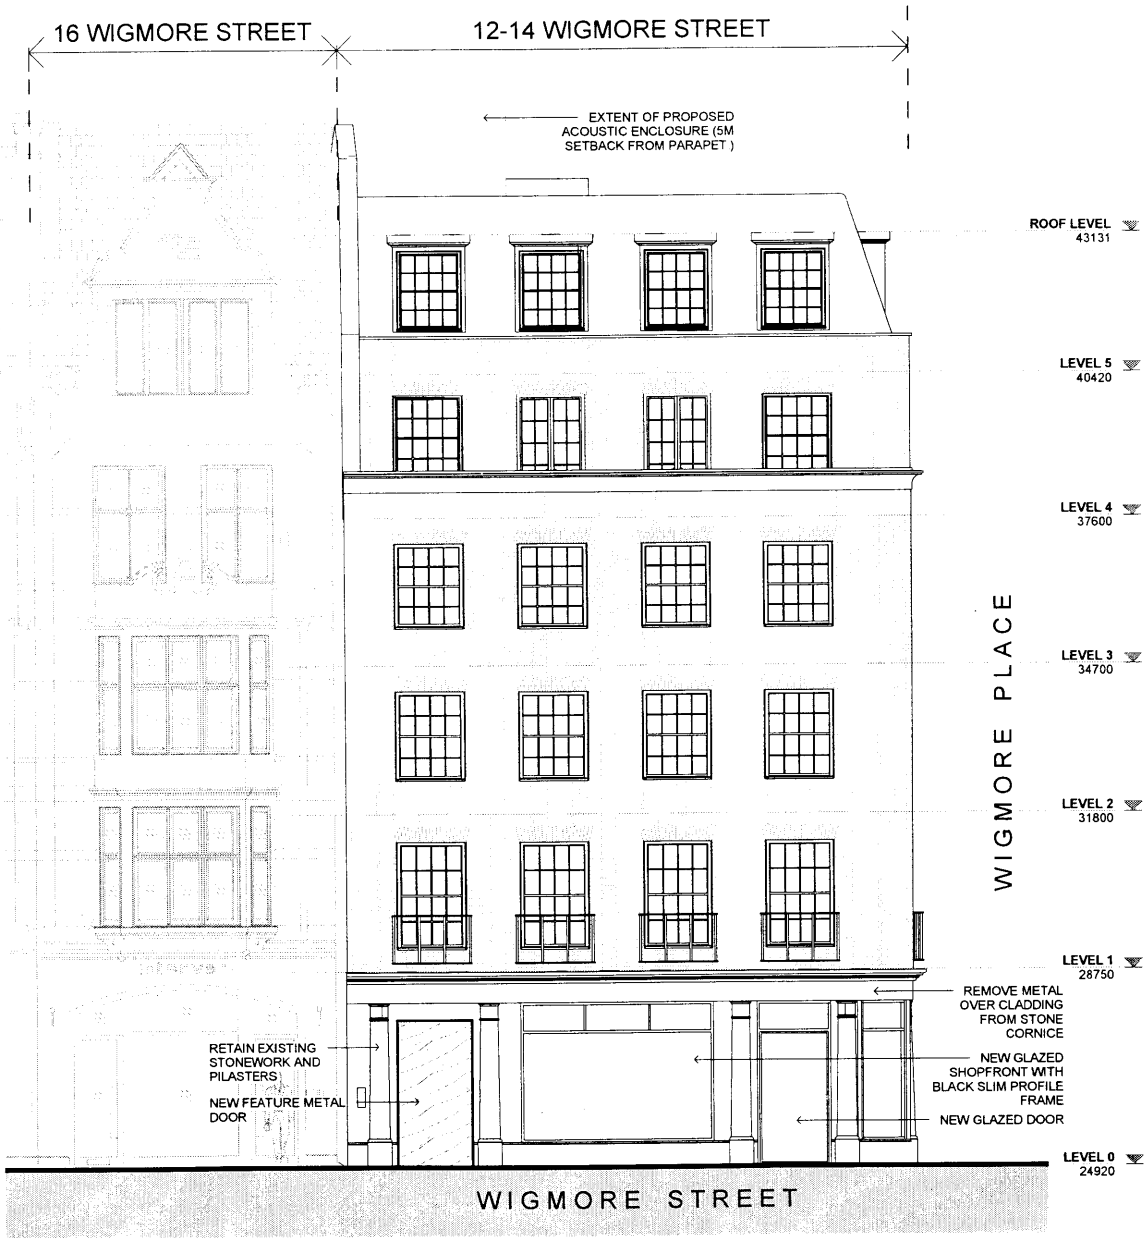 16 WIGMORE STREET
12-14 WIGMORE STREET
EXTENT OF PROPOSED
ACOUSTIC ENCLOSURE (5M
SETBACK FROM PARAPET )
ROOF LEVEL
43131
LEVEL 5
40420
LEVEL 4
37600
LEVEL 3
34700
LEVEL 2
31800
LEVEL 1
28750
WIGMORE PLACE
REMOVE METAL
OVER CLADDING
FROM STONE
CORNICE
RETAIN EXISTING
STONEWORK AND
PILASTERS
NEW GLAZED
SHOPFRONT WITH
BLACK SLIM PROFILE
FRAME
NEW FEATURE METAL
DOOR
NEW GLAZED DOOR
LEVEL 0
24920
WIGMORE STREET